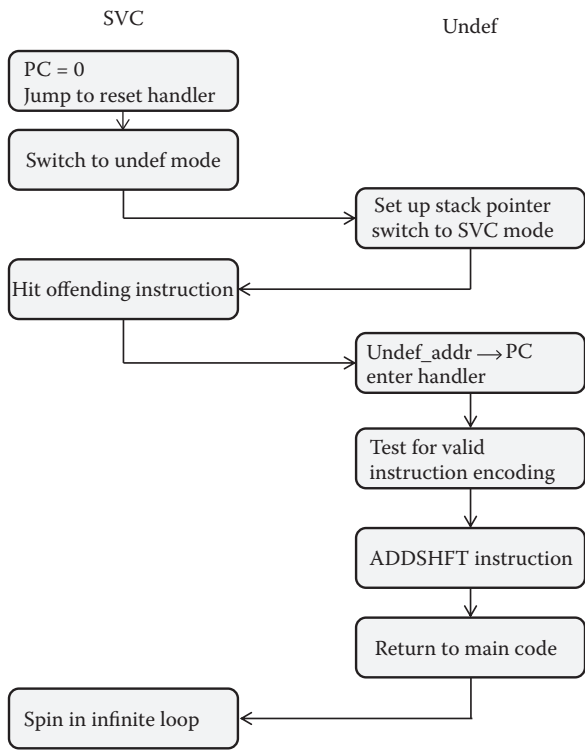 SVC
Undef
PC = 0
Jump to reset handler
Switch to undef mode
Set up stack pointer
switch to SVC mode
Hit offending instruction
Undef_addr → PC
enter handler
Test for valid
instruction encoding
ADDSHFT instruction
Return to main code
Spin in infinite loop